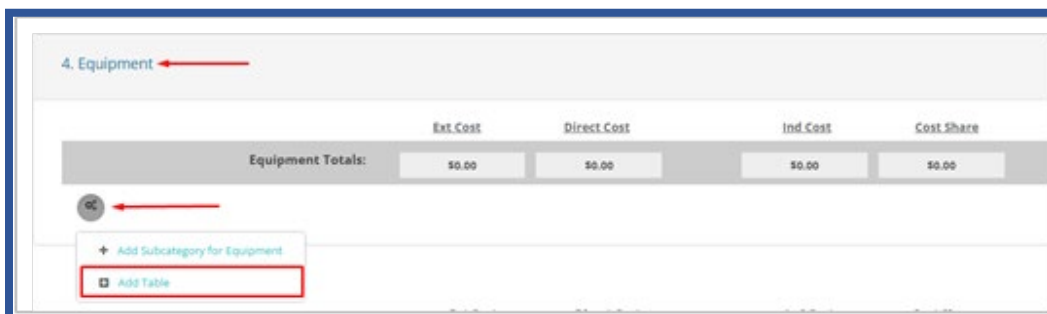 4. Equipment
Ext Cost Direct Cost Ind Cost Cost Share
Equipment Totals: $0.00 $0.00 $0.00 $0.00
Add Subcategory for Equipment
Add Table